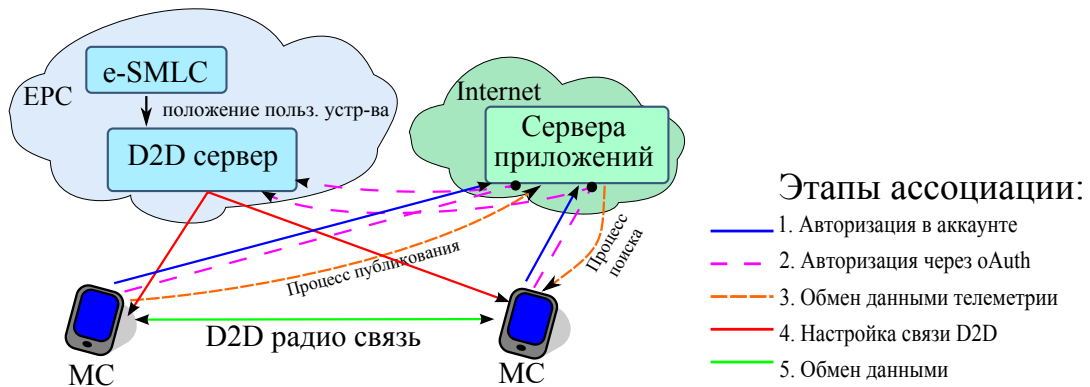 e-SMLC
EPC
положение польз. устр-ва
D2D сервер
Internet
Сервера
приложений
Процесс публикования
Процесс
поиска
D2D радио связь
МС
МС
Этапы ассоциации:
1. Авторизация в аккаунте
2. Авторизация через oAuth
3. Обмен данными телеметрии
4. Настройка связи D2D
5. Обмен данными